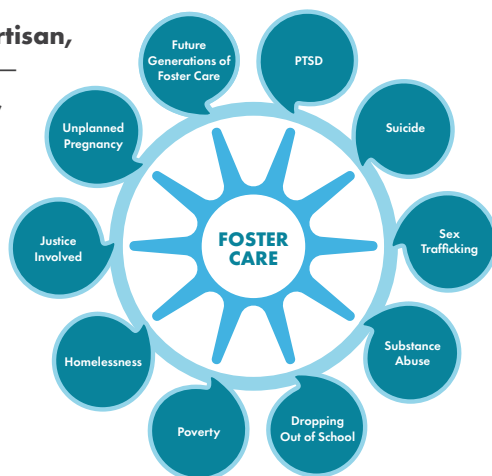 rtisan,
Future
Generations of
Foster Care
PTSD
Suicide
Sex
Trafficking
Substance
Abuse
Dropping
Out of School
Poverty
Homelessness
Justice
Involved
Unplanned
Pregnancy
FOSTER
CARE